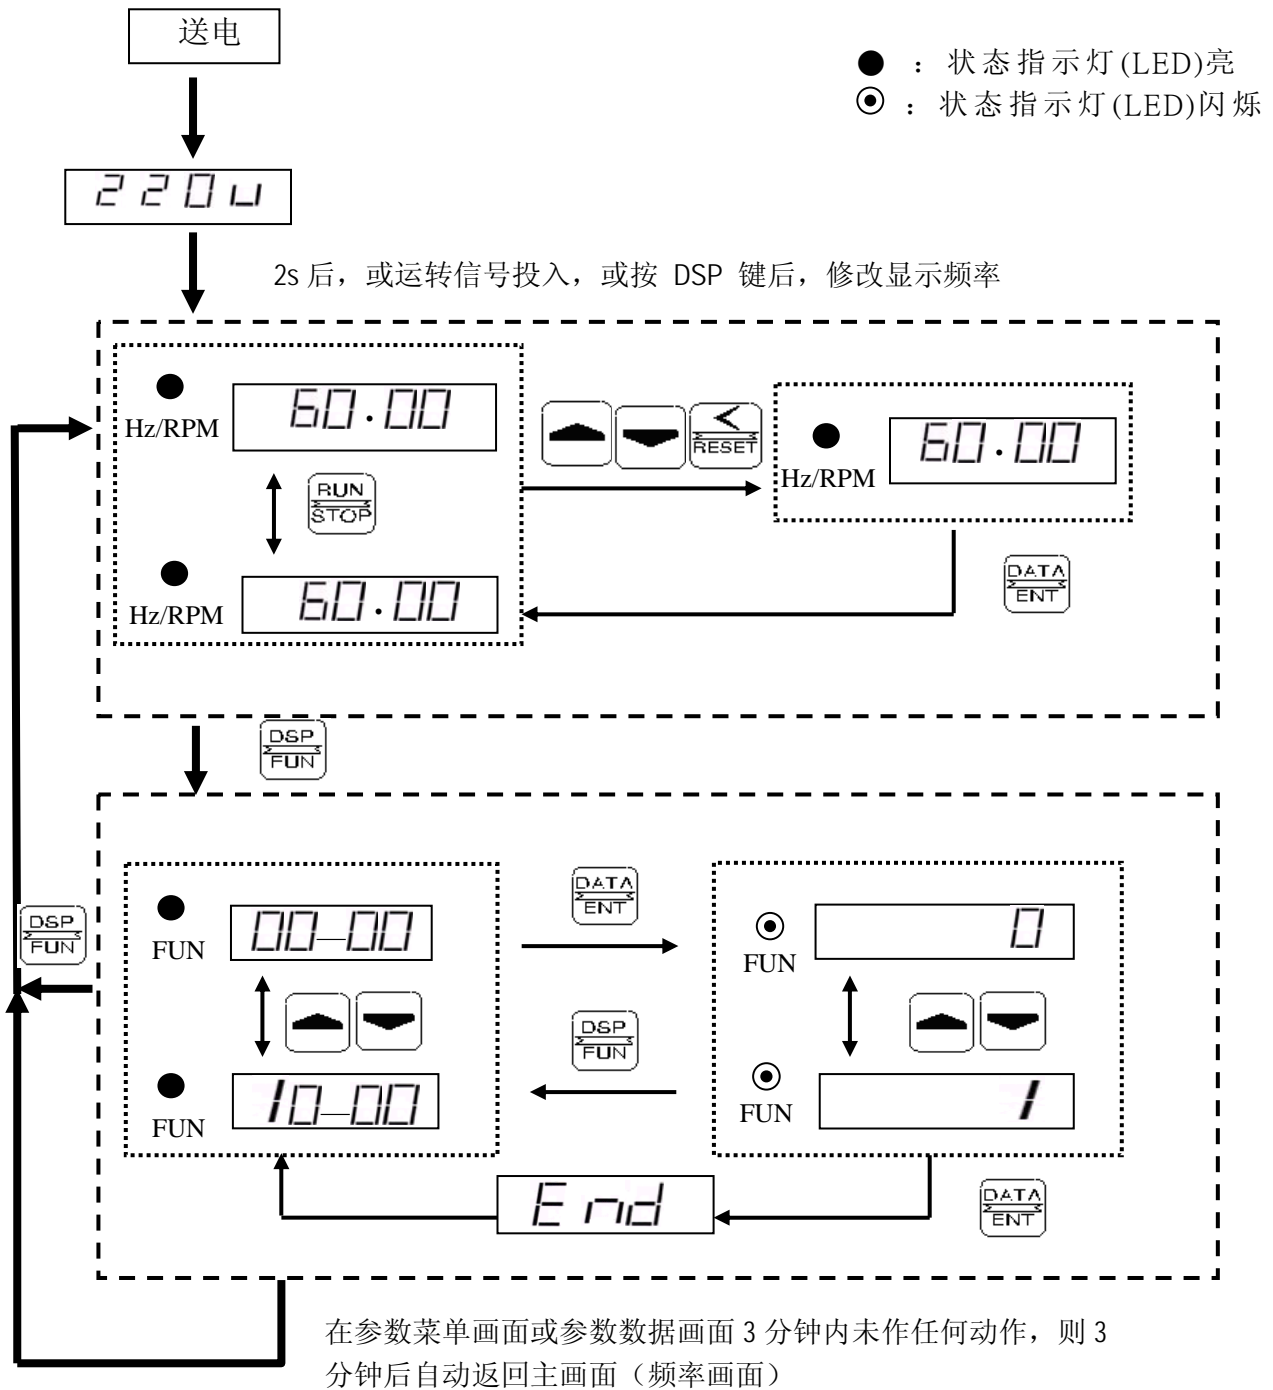 送电
● ：状态指示灯(LED)亮
◉ ：状态指示灯(LED)闪烁
220u
2s 后，或运转信号投入，或按 DSP 键后，修改显示频率
60.00
Hz/RPM
<
RESET
60.00
Hz/RPM
RUN
STOP
60.00
Hz/RPM
DATA
ENT
DSP
FUN
DSP
FUN
00—00
FUN
DATA
ENT
0
FUN
DSP
FUN
10—00
FUN
1
FUN
End
DATA
ENT
在参数菜单画面或参数数据画面 3 分钟内未作任何动作，则 3
分钟后自动返回主画面（频率画面）